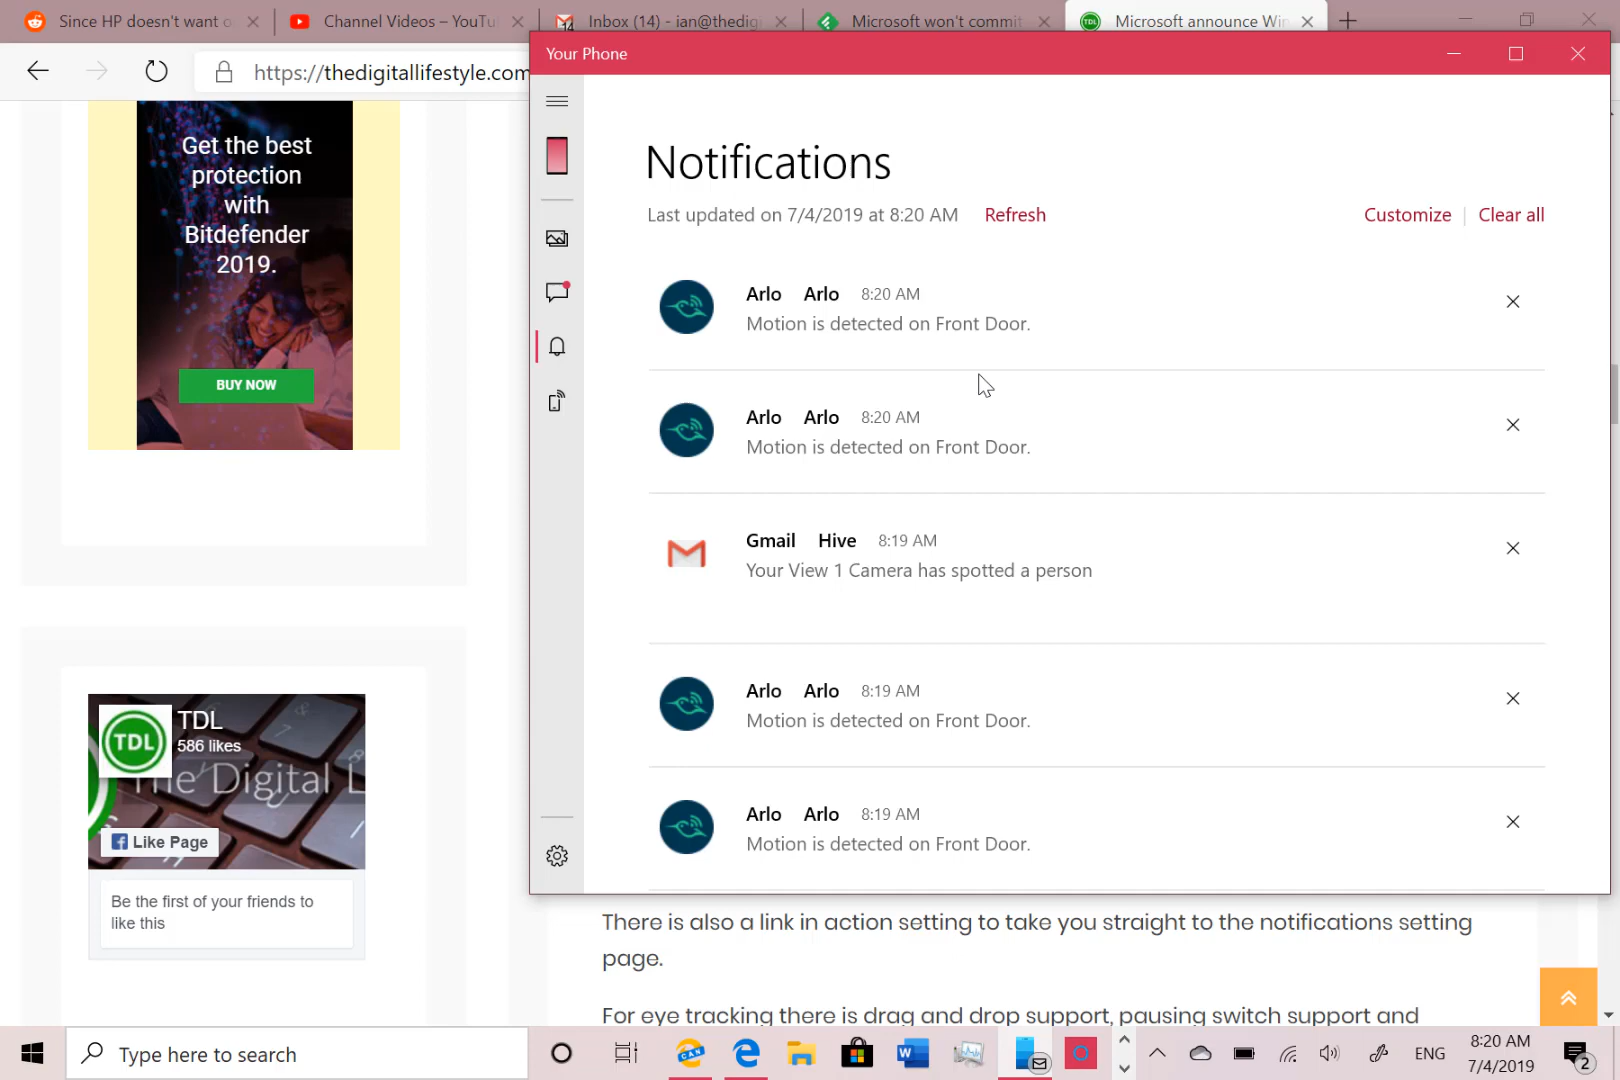 Since HP doesn't want o
Channel Videos – YouTu
Inbox (14) - ian@thedigi
Microsoft won't commit
Microsoft announce Win
https://thedigitallifestyle.com
Your Phone
Get the best
protection
with
Bitdefender
2019.
BUY NOW
Notifications
Last updated on 7/4/2019 at 8:20 AM Refresh Customize | Clear all
Arlo Arlo 8:20 AM
Motion is detected on Front Door.
Arlo Arlo 8:20 AM
Motion is detected on Front Door.
Gmail Hive 8:19 AM
Your View 1 Camera has spotted a person
Arlo Arlo 8:19 AM
Motion is detected on Front Door.
Arlo Arlo 8:19 AM
Motion is detected on Front Door.
TDL
TDL
586 likes
The Digital L
Like Page
Be the first of your friends to
like this
There is also a link in action setting to take you straight to the notifications setting
page.
For eye tracking there is drag and drop support, pausing switch support and
Type here to search
CAN
ENG
8:20 AM
7/4/2019
2